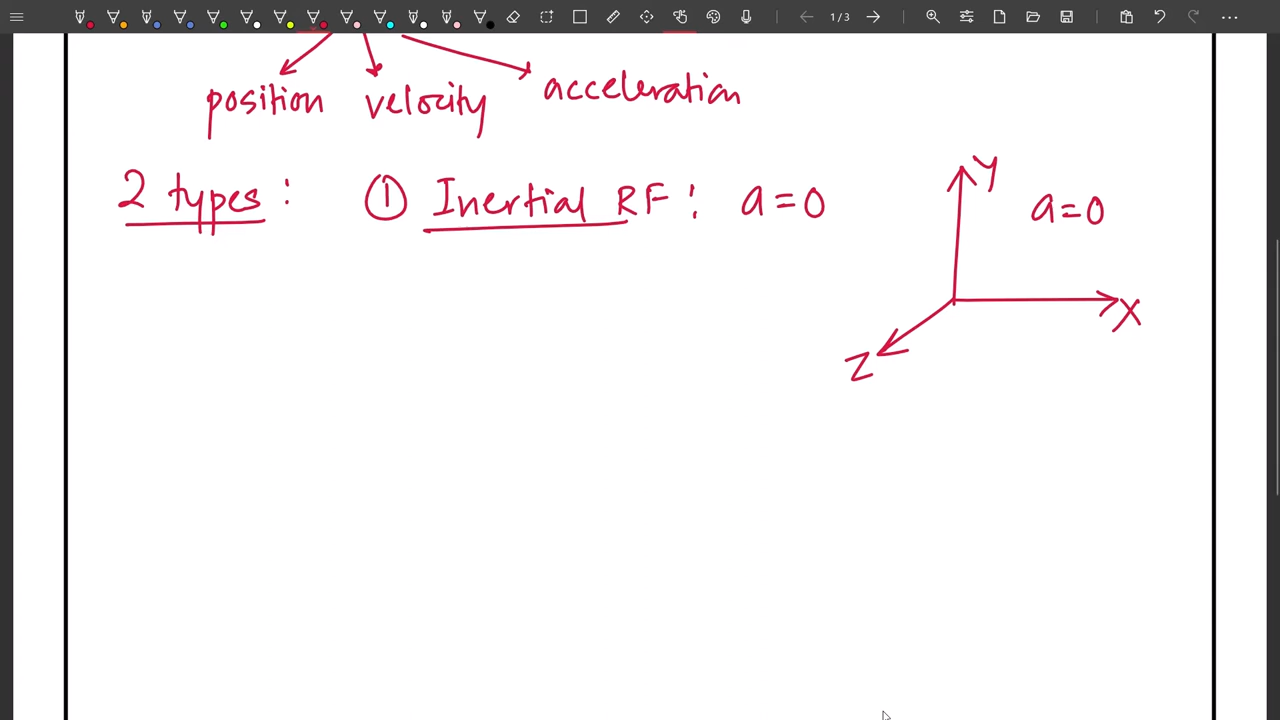 1/3
position velocity acceleration
2 types : ① Inertial RF : a=0
Y
a=0
X
Z